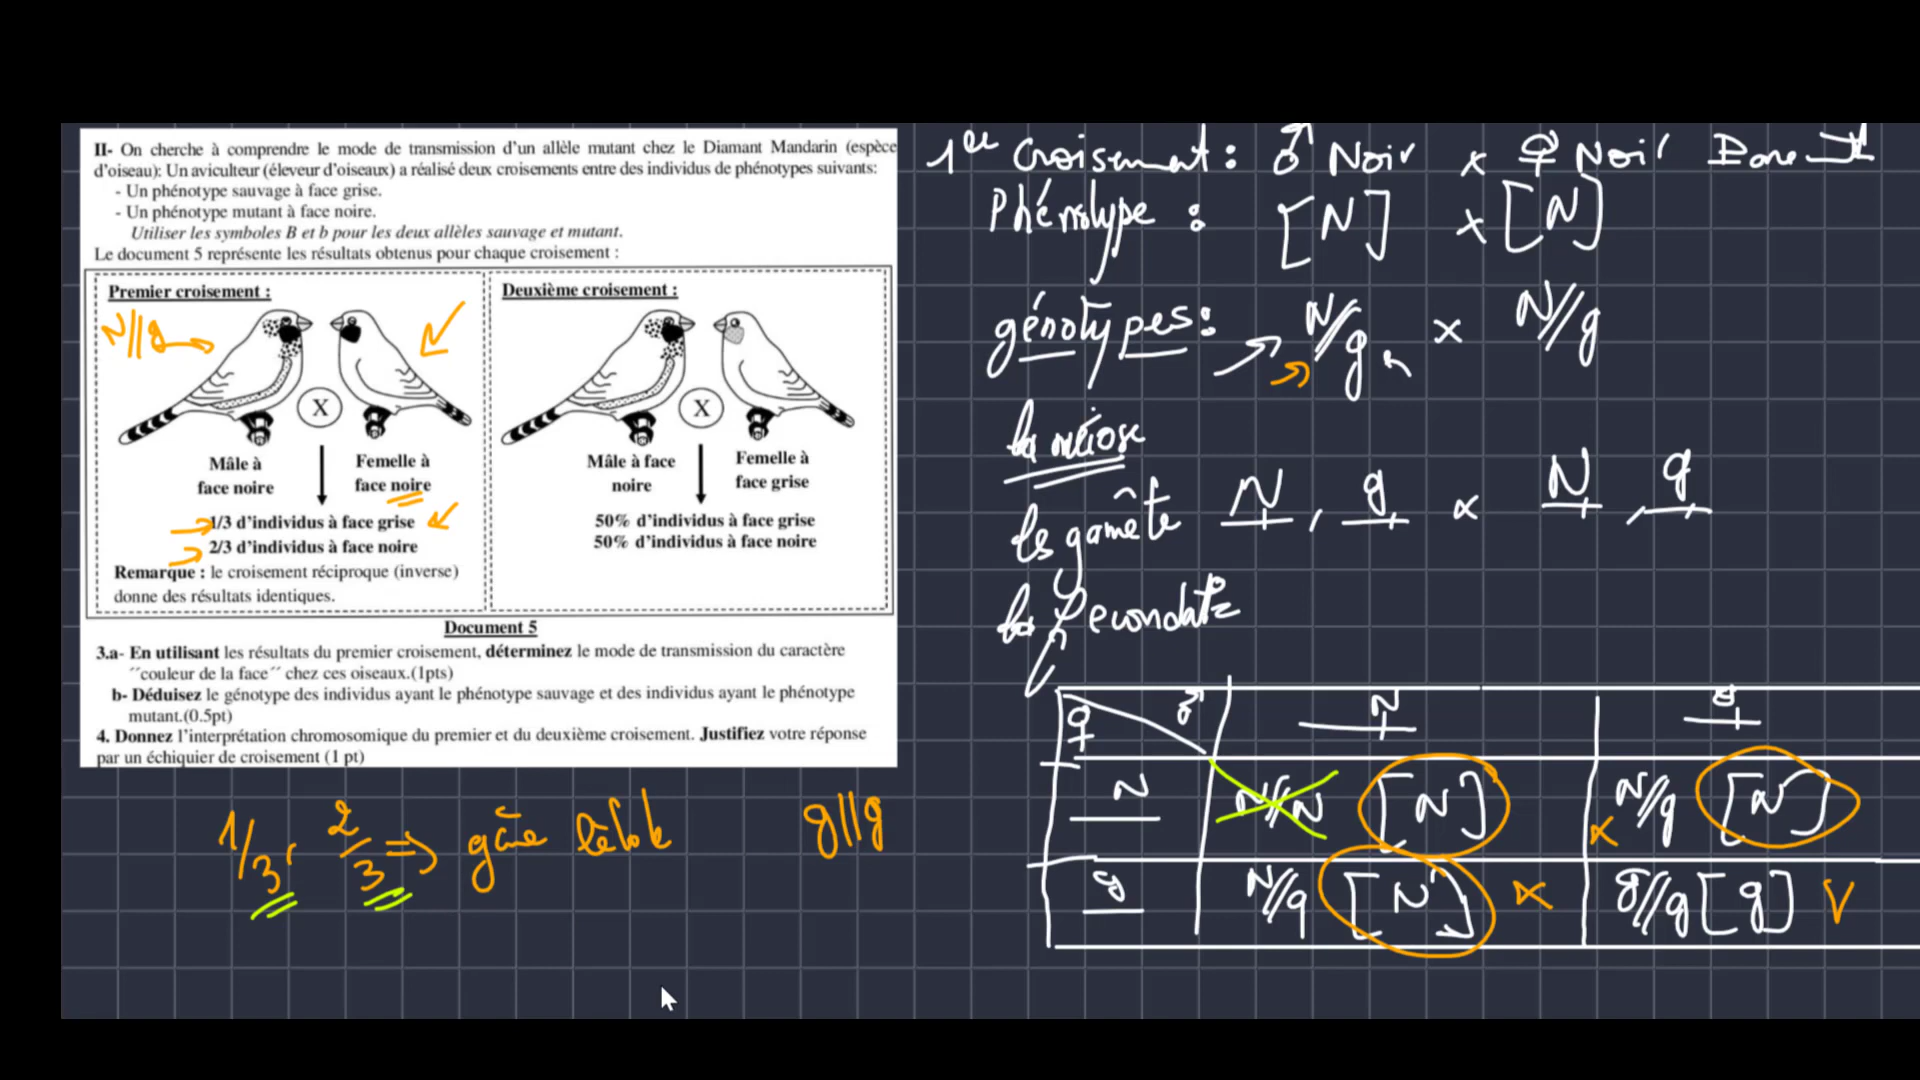 II- On cherche à comprendre le mode de transmission d'un allèle mutant chez le Diamant Mandarin (espèce
d'oiseau): Un aviculteur (éleveur d'oiseaux) a réalisé deux croisements entre des individus de phénotypes suivants:
- Un phénotype sauvage à face grise.
- Un phénotype mutant à face noire.
Utiliser les symboles B et b pour les deux allèles sauvage et mutant.
Le document 5 représente les résultats obtenus pour chaque croisement :
Premier croisement :
N//g
X
Mâle à
face noire
Femelle à
face noire
1/3 d'individus à face grise
2/3 d'individus à face noire
Remarque : le croisement réciproque (inverse)
donne des résultats identiques.
Deuxième croisement :
X
Mâle à face
noire
Femelle à
face grise
50% d'individus à face grise
50% d'individus à face noire
Document 5
3.a- En utilisant les résultats du premier croisement, déterminez le mode de transmission du caractère
´´couleur de la face´´ chez ces oiseaux.(1pts)
b- Déduisez le génotype des individus ayant le phénotype sauvage et des individus ayant le phénotype
mutant.(0.5pt)
4. Donnez l'interprétation chromosomique du premier et du deuxième croisement. Justifiez votre réponse
par un échiquier de croisement (1 pt)
1/3, 2/3 => gène g//g
1er Croisement : ♂ Noir x ♀ Noir
Phénotype : [N] x [N]
génotypes: N//g x N//g
la méiose
les gamête N , g x N , g
la
♀ ♂ N g
N N//N [N] N//g [N]
g N//g [N] g//g [g]